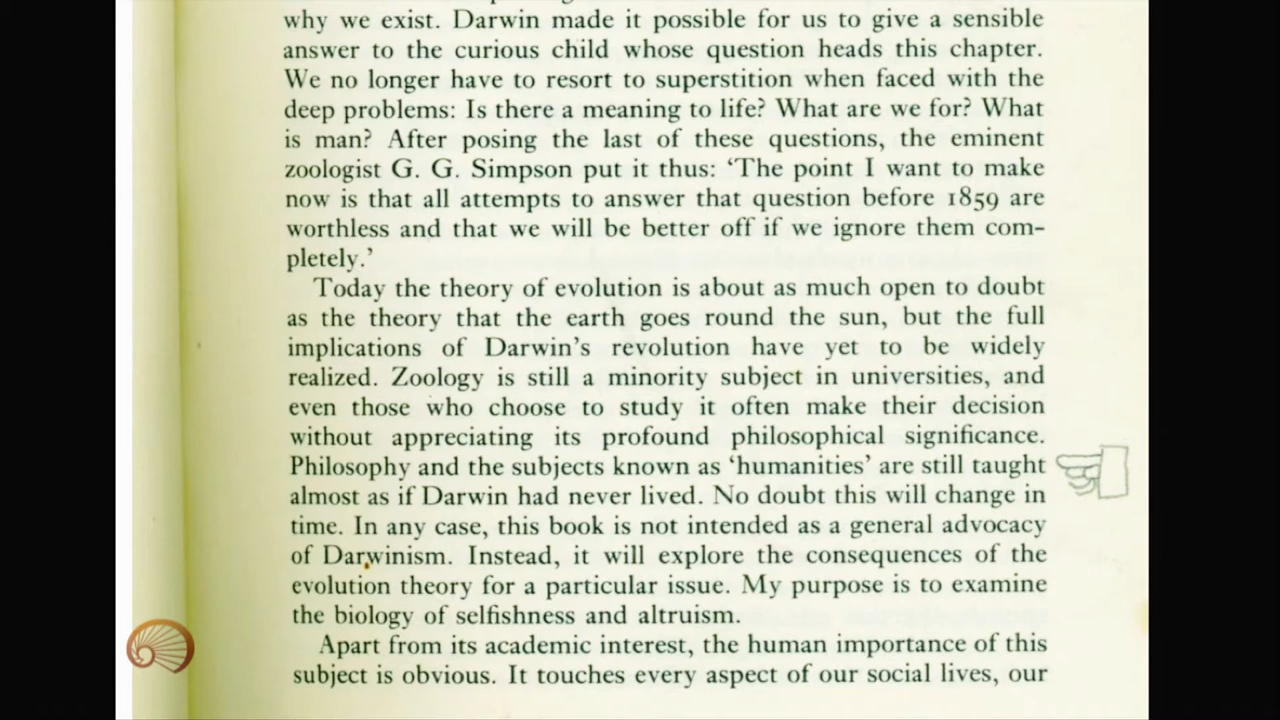 why we exist. Darwin made it possible for us to give a sensible
answer to the curious child whose question heads this chapter.
We no longer have to resort to superstition when faced with the
deep problems: Is there a meaning to life? What are we for? What
is man? After posing the last of these questions, the eminent
zoologist G. G. Simpson put it thus: ‘The point I want to make
now is that all attempts to answer that question before 1859 are
worthless and that we will be better off if we ignore them com-
pletely.’
Today the theory of evolution is about as much open to doubt
as the theory that the earth goes round the sun, but the full
implications of Darwin’s revolution have yet to be widely
realized. Zoology is still a minority subject in universities, and
even those who choose to study it often make their decision
without appreciating its profound philosophical significance.
Philosophy and the subjects known as ‘humanities’ are still taught
almost as if Darwin had never lived. No doubt this will change in
time. In any case, this book is not intended as a general advocacy
of Darwinism. Instead, it will explore the consequences of the
evolution theory for a particular issue. My purpose is to examine
the biology of selfishness and altruism.
Apart from its academic interest, the human importance of this
subject is obvious. It touches every aspect of our social lives, our